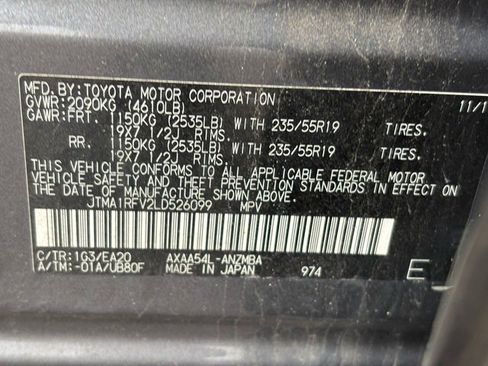 MFD. BY: TOYOTA MOTOR CORPORATION 11/1
GVWR: 2090KG (4610LB)
GAWR: FRT. 1150KG (2535LB) WITH 235/55R19 TIRES.
19X7 1/2J RIMS.
RR. 1150KG (2535LB) WITH 235/55R19 TIRES.
19X7 1/2J RIMS.
THIS VEHICLE CONFORMS TO ALL APPLICABLE FEDERAL MOTOR
VEHICLE SAFETY STANDARDS IN EFFECT ON THE DATE
OF MANUFACTURE SHOWN ABOVE.
JTMA1RFV2LD526099 MPV
C/TR: 1G3/EA20 AXAA54L-ANZMBA
A/TM: -01A/UB80F MADE IN JAPAN 974 E